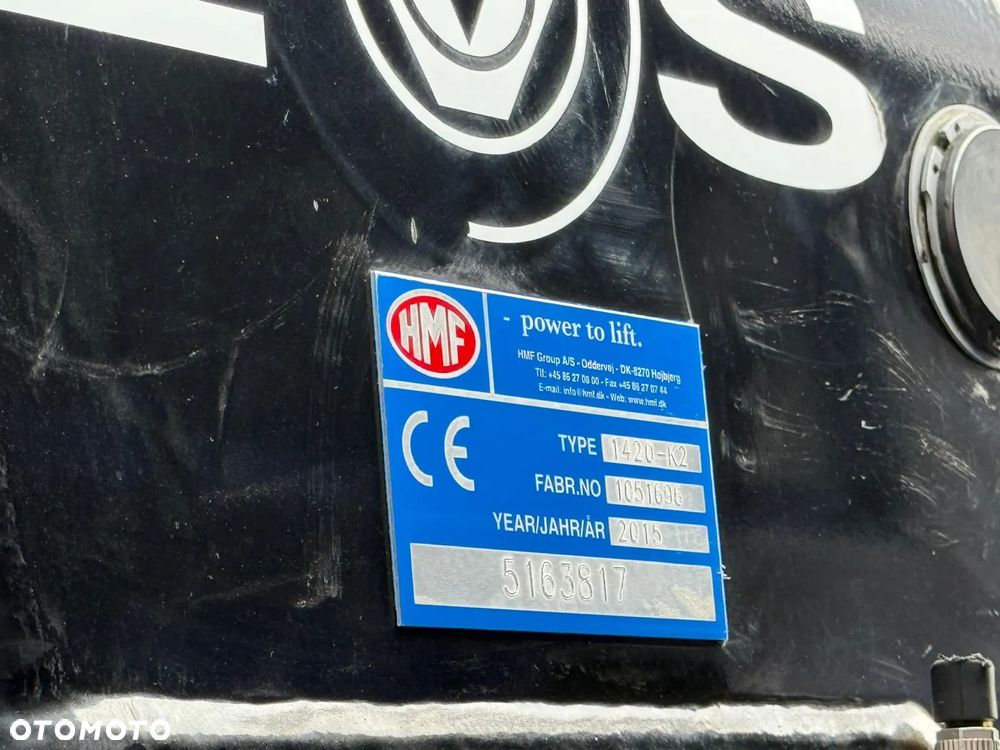 OS
HMF
- power to lift.
HMF Group A/S - Oddervej - DK-8270 Højbjerg
Tlf: +45 86 27 08 00 - Fax +45 86 27 07 44
E-mail: info@hmf.dk - Web: www.hmf.dk
CE
TYPE 1420-K2
FABR.NO 1051696
YEAR/JAHR/ÅR 2015
5163817
OTOMOTO